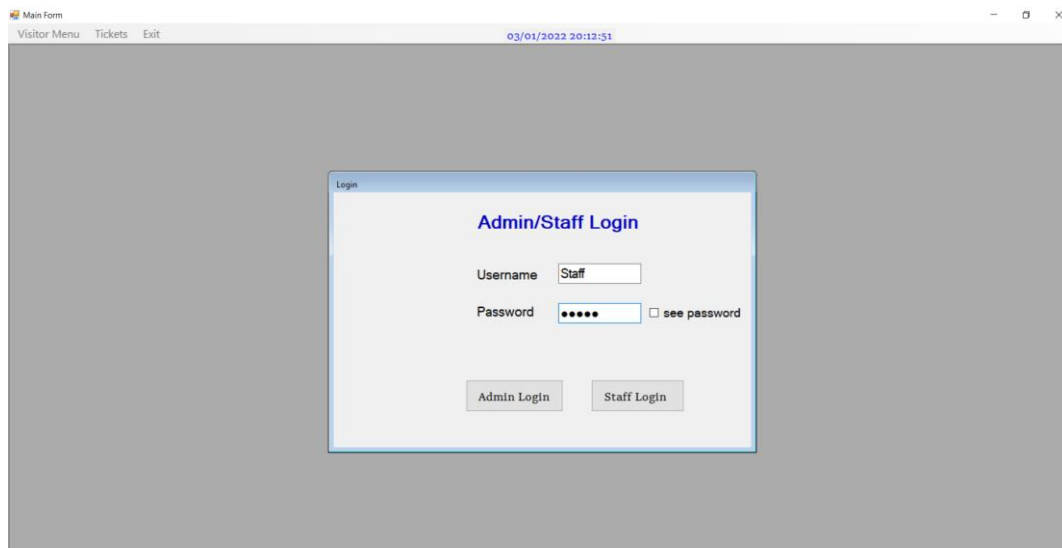 Main Form
Visitor Menu Tickets Exit 03/01/2022 20:12:51
Login
Admin/Staff Login
Username Staff
Password ●●●●● see password
Admin Login Staff Login